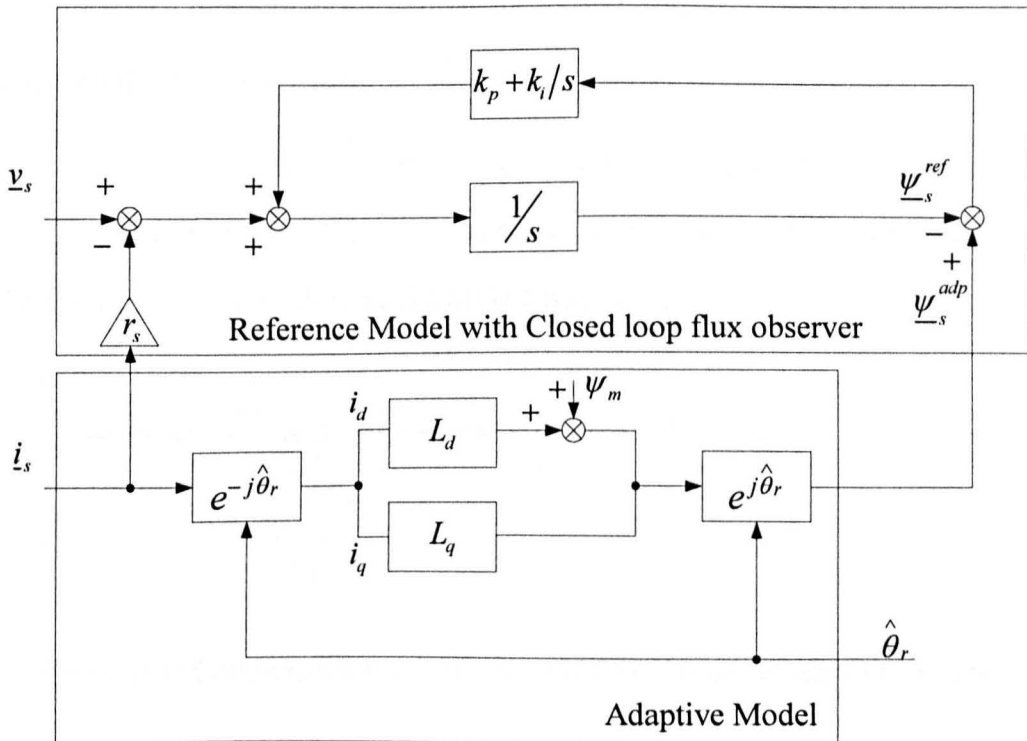 k_p + k_i/s
v_s
+
+
−
+
1/s
ψ_s^{ref}
−
+
ψ_s^{adp}
r_s
Reference Model with Closed loop flux observer
i_d
L_d
+
+
ψ_m
i_s
e^{-jθ̂_r}
e^{jθ̂_r}
i_q
L_q
θ̂_r
Adaptive Model